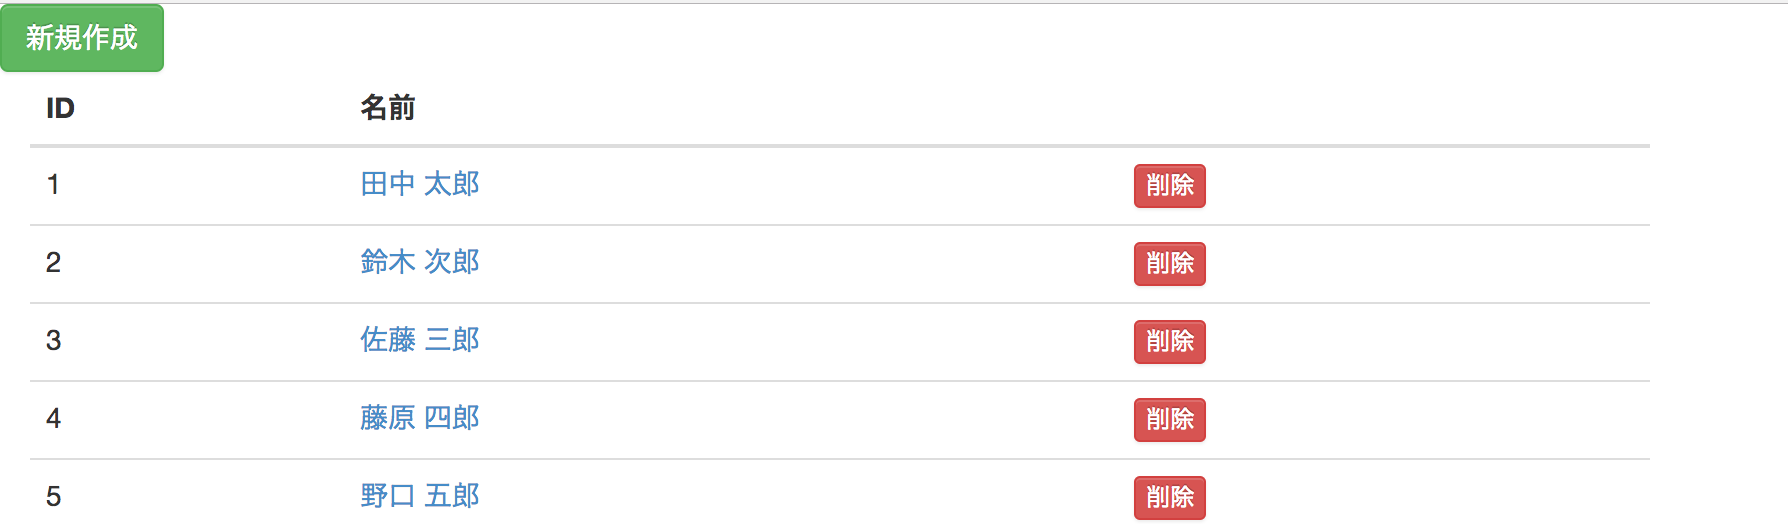 新規作成
ID 名前
1 田中 太郎 削除
2 鈴木 次郎 削除
3 佐藤 三郎 削除
4 藤原 四郎 削除
5 野口 五郎 削除